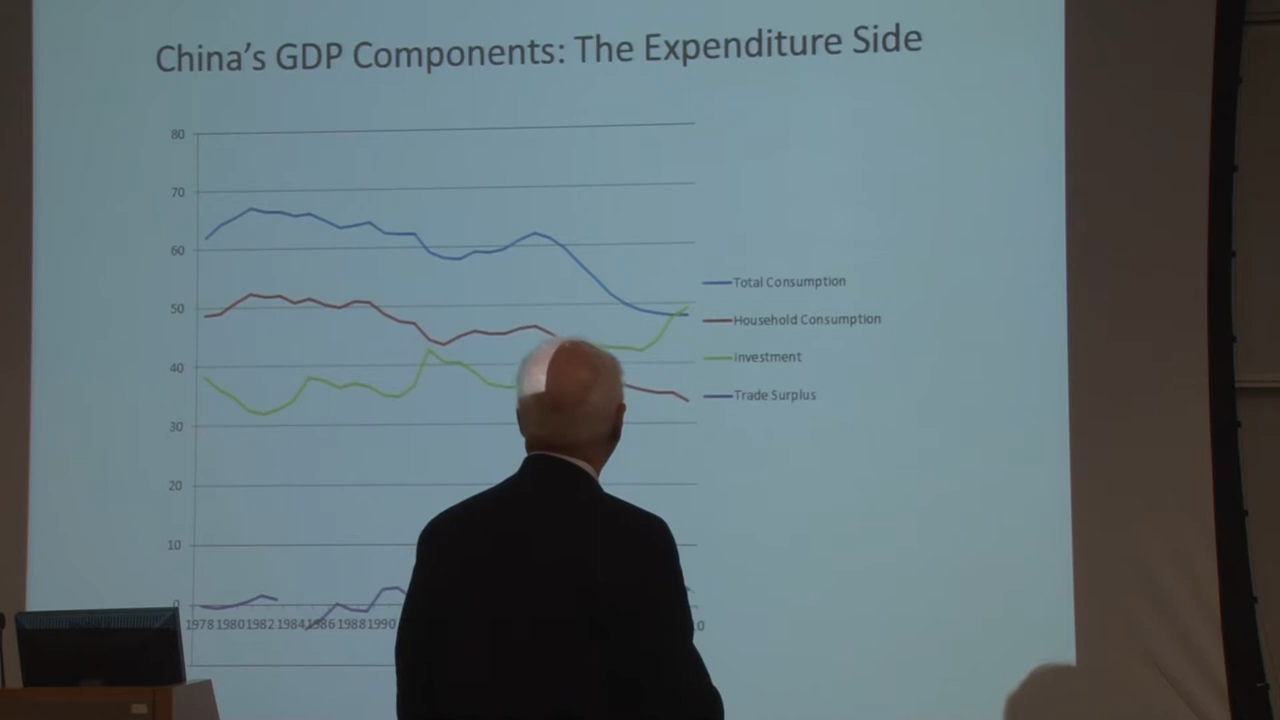 China's GDP Components: The Expenditure Side
80
70
60
50
40
30
20
10
0
1978 1980 1982 1984 1986 1988 1990
Total Consumption
Household Consumption
Investment
Trade Surplus